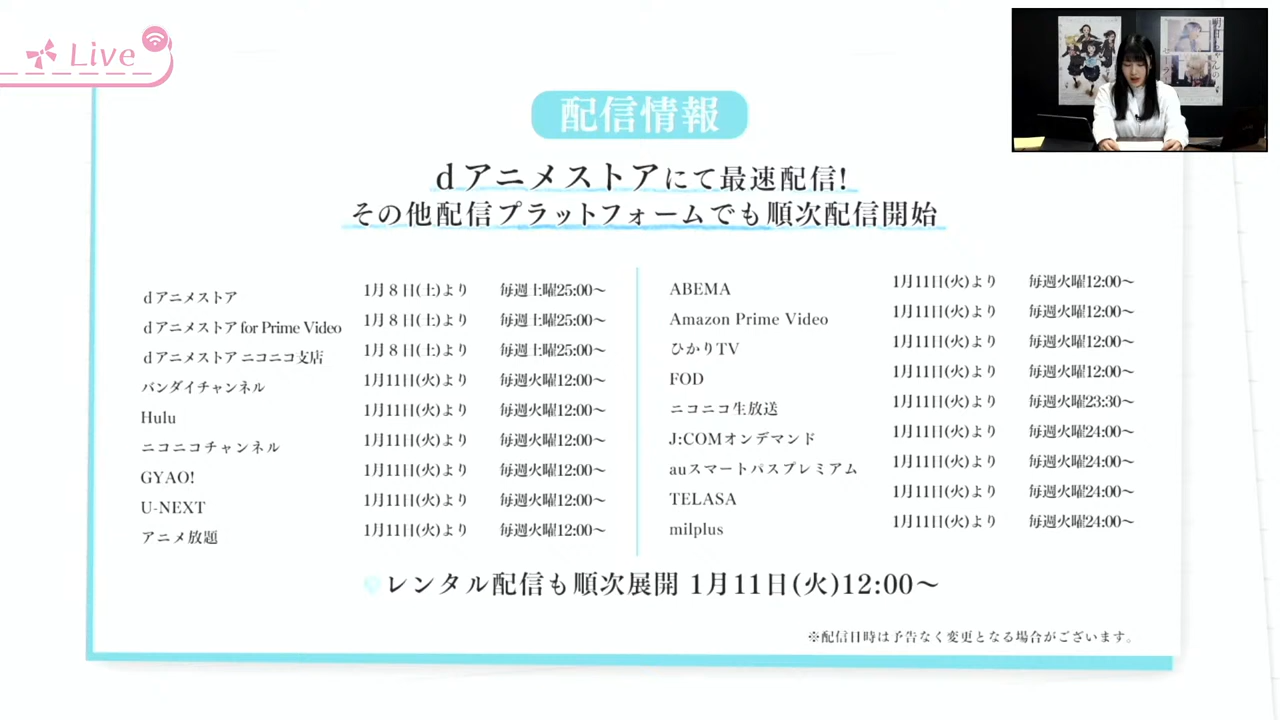 Live
配信情報
dアニメストアにて最速配信!
その他配信プラットフォームでも順次配信開始
dアニメストア 1月8日(土)より 毎週土曜25:00〜
dアニメストア for Prime Video 1月8日(土)より 毎週土曜25:00〜
dアニメストア ニコニコ支店 1月8日(土)より 毎週土曜25:00〜
バンダイチャンネル 1月11日(火)より 毎週火曜12:00〜
Hulu 1月11日(火)より 毎週火曜12:00〜
ニコニコチャンネル 1月11日(火)より 毎週火曜12:00〜
GYAO! 1月11日(火)より 毎週火曜12:00〜
U-NEXT 1月11日(火)より 毎週火曜12:00〜
アニメ放題 1月11日(火)より 毎週火曜12:00〜
ABEMA 1月11日(火)より 毎週火曜12:00〜
Amazon Prime Video 1月11日(火)より 毎週火曜12:00〜
ひかりTV 1月11日(火)より 毎週火曜12:00〜
FOD 1月11日(火)より 毎週火曜12:00〜
ニコニコ生放送 1月11日(火)より 毎週火曜23:30〜
J:COMオンデマンド 1月11日(火)より 毎週火曜24:00〜
auスマートパスプレミアム 1月11日(火)より 毎週火曜24:00〜
TELASA 1月11日(火)より 毎週火曜24:00〜
milplus 1月11日(火)より 毎週火曜24:00〜
レンタル配信も順次展開 1月11日(火)12:00〜
※配信日時は予告なく変更となる場合がございます。